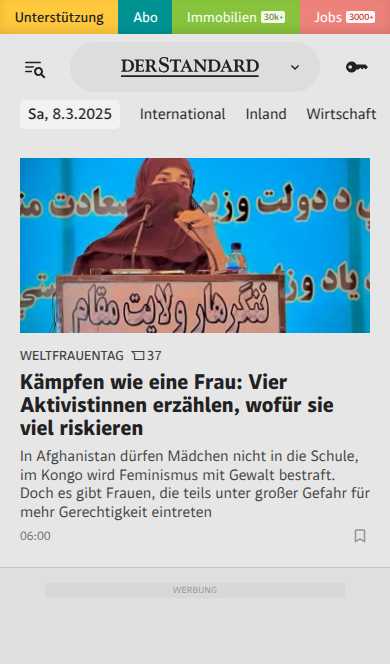 Unterstützung Abo Immobilien 30k+ Jobs 3000+
DERSTANDARD
Sa, 8.3.2025 International Inland Wirtschaft
د دولت وزير
سعادت
ننگرهار ولایت مقام
WELTFRAUENTAG 37
Kämpfen wie eine Frau: Vier
Aktivistinnen erzählen, wofür sie
viel riskieren
In Afghanistan dürfen Mädchen nicht in die Schule,
im Kongo wird Feminismus mit Gewalt bestraft.
Doch es gibt Frauen, die teils unter großer Gefahr für
mehr Gerechtigkeit eintreten
06:00
WERBUNG